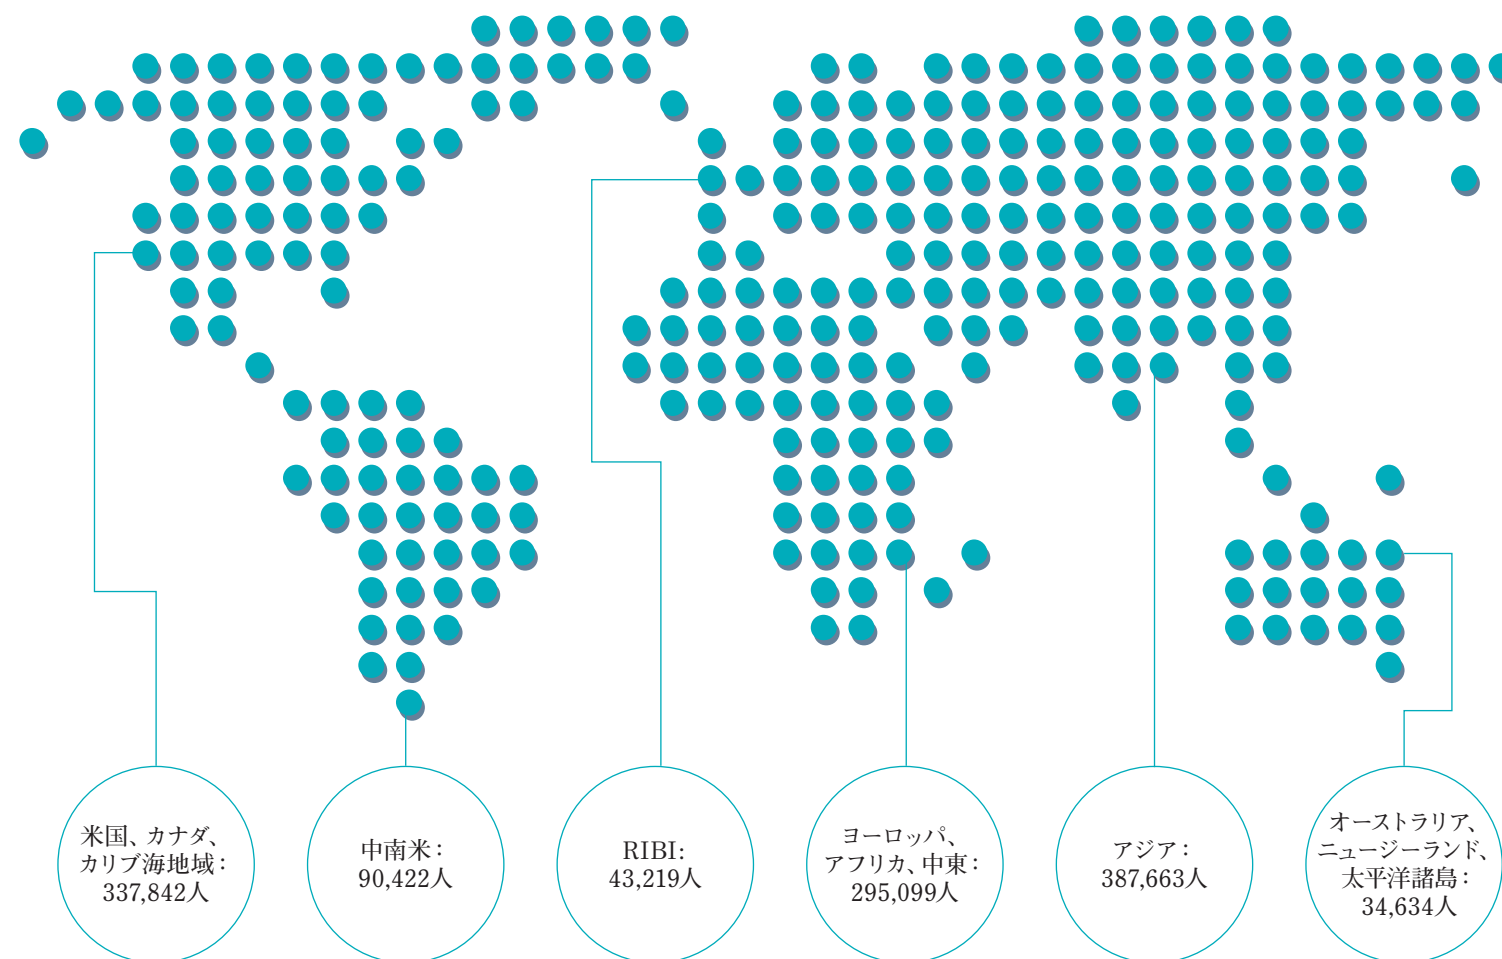 米国、カナダ、
カリブ海地域：
337,842人
中南米：
90,422人
RIBI：
43,219人
ヨーロッパ、
アフリカ、中東：
295,099人
アジア：
387,663人
オーストラリア、
ニュージーランド、
太平洋諸島：
34,634人